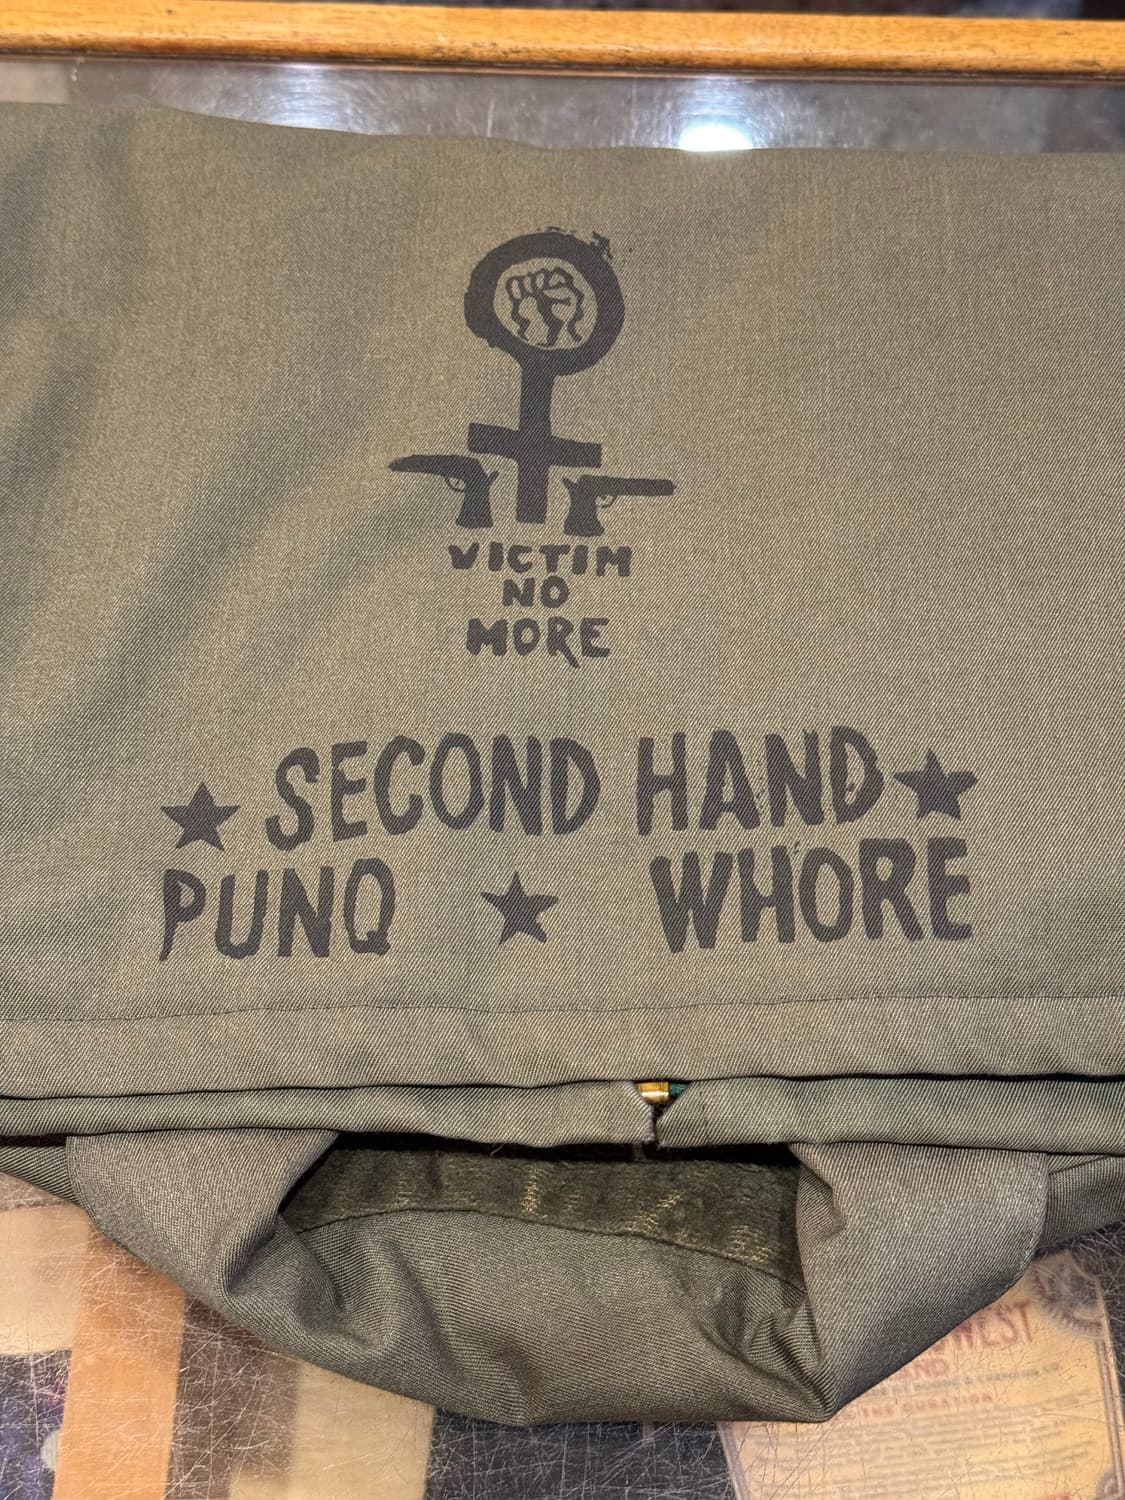 VICTIM
NO
MORE
SECOND HAND
PUNQ WHORE